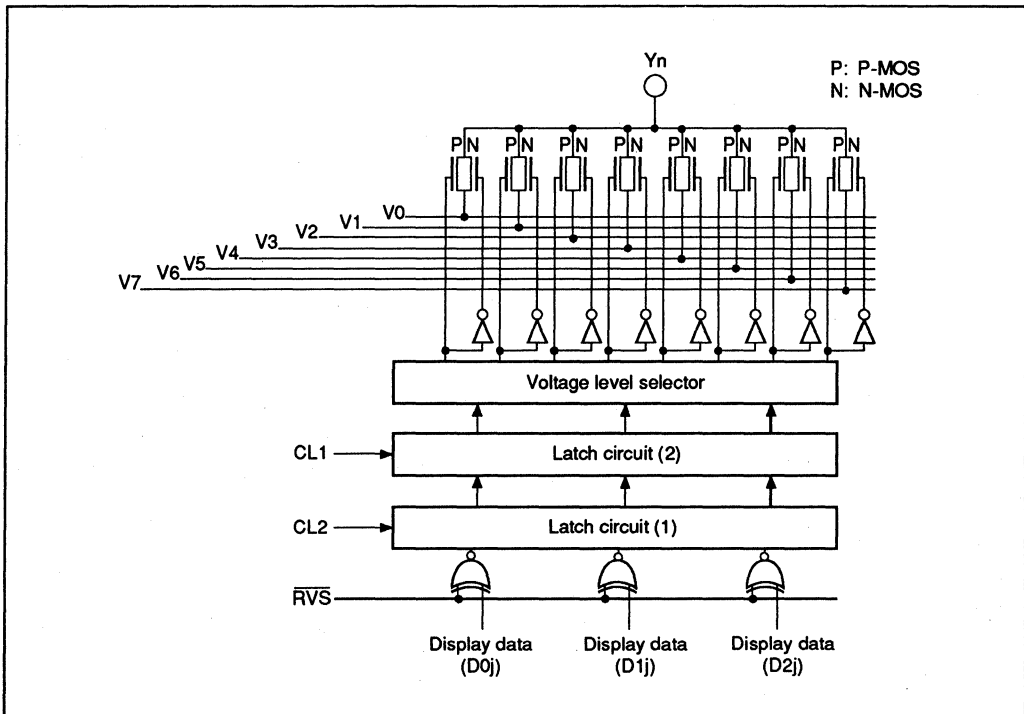 Yn
P: P-MOS
N: N-MOS
P N P N P N P N P N P N P N P N
V0
V1
V2
V3
V4
V5
V6
V7
Voltage level selector
CL1
Latch circuit (2)
CL2
Latch circuit (1)
RVS
Display data Display data Display data
(D0j) (D1j) (D2j)